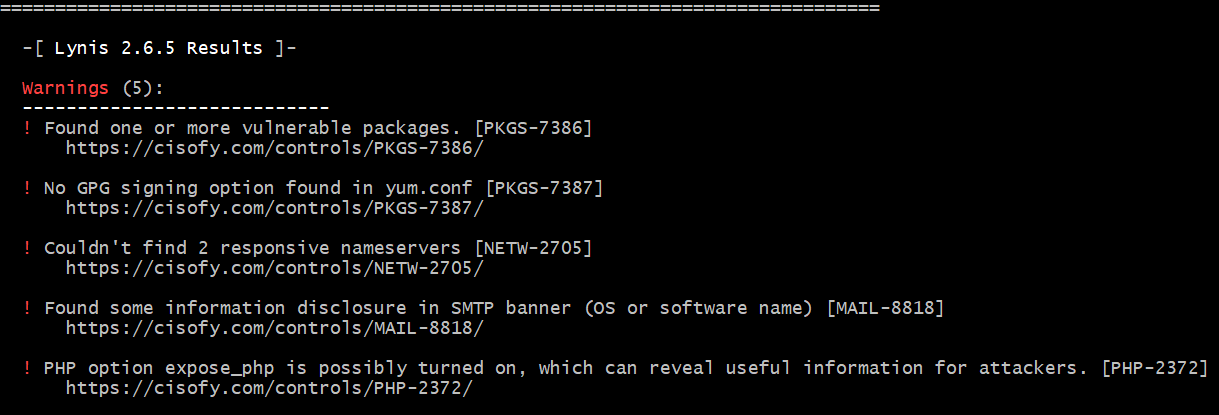 ================================================================================
-[ Lynis 2.6.5 Results ]-
Warnings (5):
----------------------------
! Found one or more vulnerable packages. [PKGS-7386]
https://cisofy.com/controls/PKGS-7386/
! No GPG signing option found in yum.conf [PKGS-7387]
https://cisofy.com/controls/PKGS-7387/
! Couldn't find 2 responsive nameservers [NETW-2705]
https://cisofy.com/controls/NETW-2705/
! Found some information disclosure in SMTP banner (OS or software name) [MAIL-8818]
https://cisofy.com/controls/MAIL-8818/
! PHP option expose_php is possibly turned on, which can reveal useful information for attackers. [PHP-2372]
https://cisofy.com/controls/PHP-2372/